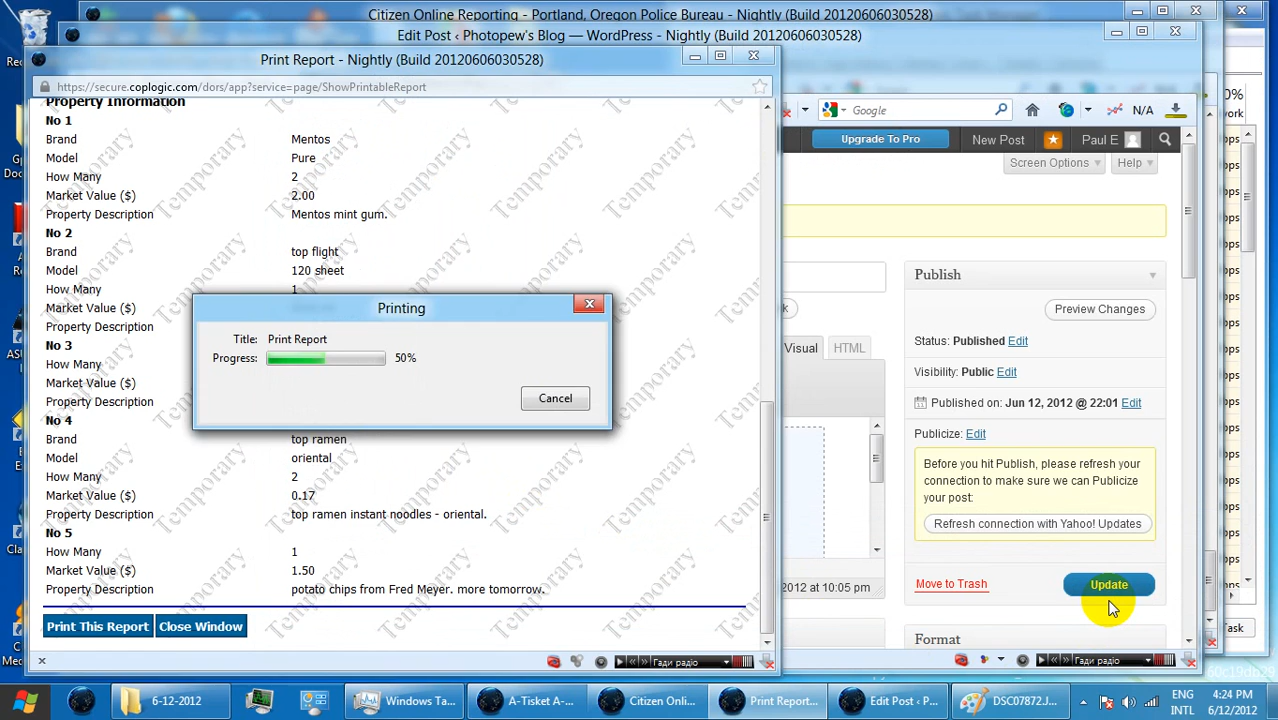 Citizen Online Reporting - Portland, Oregon Police Bureau - Nightly (Build 20120606030528)
Edit Post ‹ Photopew's Blog — WordPress - Nightly (Build 20120606030528)
Print Report - Nightly (Build 20120606030528)
https://secure.coplogic.com/dors/app?service=page/ShowPrintableReport
Google
N/A
Upgrade To Pro
New Post
Paul E
Screen Options
Help
Property Information
No 1
Brand Mentos
Model Pure
How Many 2
Market Value ($) 2.00
Property Description Mentos mint gum.
No 2
Brand top flight
Model 120 sheet
How Many 1
Market Value ($)
Property Description
No 3
How Many
Market Value ($)
Property Description
No 4
Brand top ramen
Model oriental
How Many 2
Market Value ($) 0.17
Property Description top ramen instant noodles - oriental.
No 5
How Many 1
Market Value ($) 1.50
Property Description potato chips from Fred Meyer. more tomorrow.
Print This Report Close Window
Temporary
Printing
Title: Print Report
Progress: 50%
Cancel
Visual HTML
2012 at 10:05 pm
Publish
Preview Changes
Status: Published Edit
Visibility: Public Edit
Published on: Jun 12, 2012 @ 22:01 Edit
Publicize: Edit
Before you hit Publish, please refresh your
connection to make sure we can Publicize
your post:
Refresh connection with Yahoo! Updates
Move to Trash Update
Format
Гади радіо
Гади радіо
6-12-2012
Windows Ta...
A-Tisket A-...
Citizen Onli...
Print Report...
Edit Post ‹ P...
DSC07872.J...
ENG
INTL
4:24 PM
6/12/2012